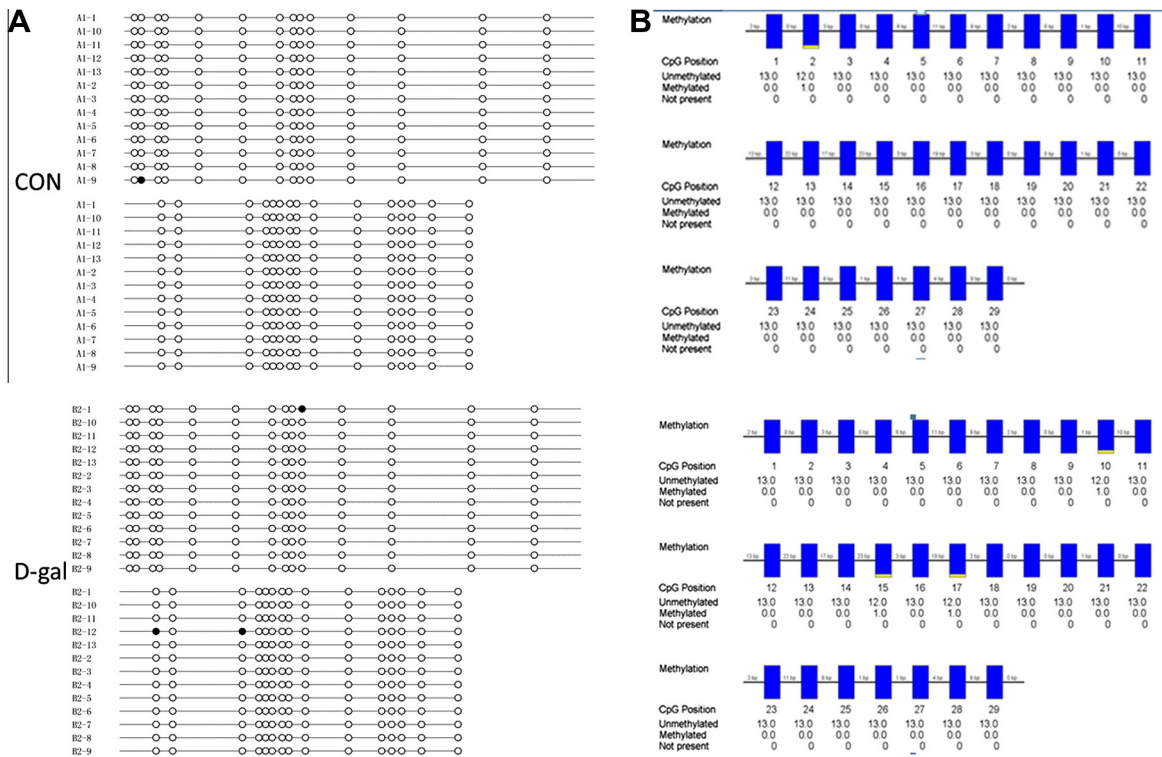 A
A1-1
A1-10
A1-11
A1-12
A1-13
A1-2
A1-3
A1-4
A1-5
A1-6
A1-7
A1-8
A1-9
CON
A1-1
A1-10
A1-11
A1-12
A1-13
A1-2
A1-3
A1-4
A1-5
A1-6
A1-7
A1-8
A1-9
B2-1
B2-10
B2-11
B2-12
B2-13
B2-2
B2-3
B2-4
B2-5
B2-6
B2-7
B2-8
B2-9
D-gal
B2-1
B2-10
B2-11
B2-12
B2-13
B2-2
B2-3
B2-4
B2-5
B2-6
B2-7
B2-8
B2-9
B
Methylation
CpG Position 1 2 3 4 5 6 7 8 9 10 11
Unmethylated 13.0 12.0 13.0 13.0 13.0 13.0 13.0 13.0 13.0 13.0 13.0
Methylated 0.0 1.0 0.0 0.0 0.0 0.0 0.0 0.0 0.0 0.0 0.0
Not present 0 0 0 0 0 0 0 0 0 0 0
Methylation
CpG Position 12 13 14 15 16 17 18 19 20 21 22
Unmethylated 13.0 13.0 13.0 13.0 13.0 13.0 13.0 13.0 13.0 13.0 13.0
Methylated 0.0 0.0 0.0 0.0 0.0 0.0 0.0 0.0 0.0 0.0 0.0
Not present 0 0 0 0 0 0 0 0 0 0 0
Methylation
CpG Position 23 24 25 26 27 28 29
Unmethylated 13.0 13.0 13.0 13.0 13.0 13.0 13.0
Methylated 0.0 0.0 0.0 0.0 0.0 0.0 0.0
Not present 0 0 0 0 0 0 0
Methylation
CpG Position 1 2 3 4 5 6 7 8 9 10 11
Unmethylated 13.0 13.0 13.0 13.0 13.0 13.0 13.0 13.0 13.0 12.0 13.0
Methylated 0.0 0.0 0.0 0.0 0.0 0.0 0.0 0.0 0.0 1.0 0.0
Not present 0 0 0 0 0 0 0 0 0 0 0
Methylation
CpG Position 12 13 14 15 16 17 18 19 20 21 22
Unmethylated 13.0 13.0 13.0 12.0 13.0 12.0 13.0 13.0 13.0 13.0 13.0
Methylated 0.0 0.0 0.0 1.0 0.0 1.0 0.0 0.0 0.0 0.0 0.0
Not present 0 0 0 0 0 0 0 0 0 0 0
Methylation
CpG Position 23 24 25 26 27 28 29
Unmethylated 13.0 13.0 13.0 13.0 13.0 13.0 13.0
Methylated 0.0 0.0 0.0 0.0 0.0 0.0 0.0
Not present 0 0 0 0 0 0 0